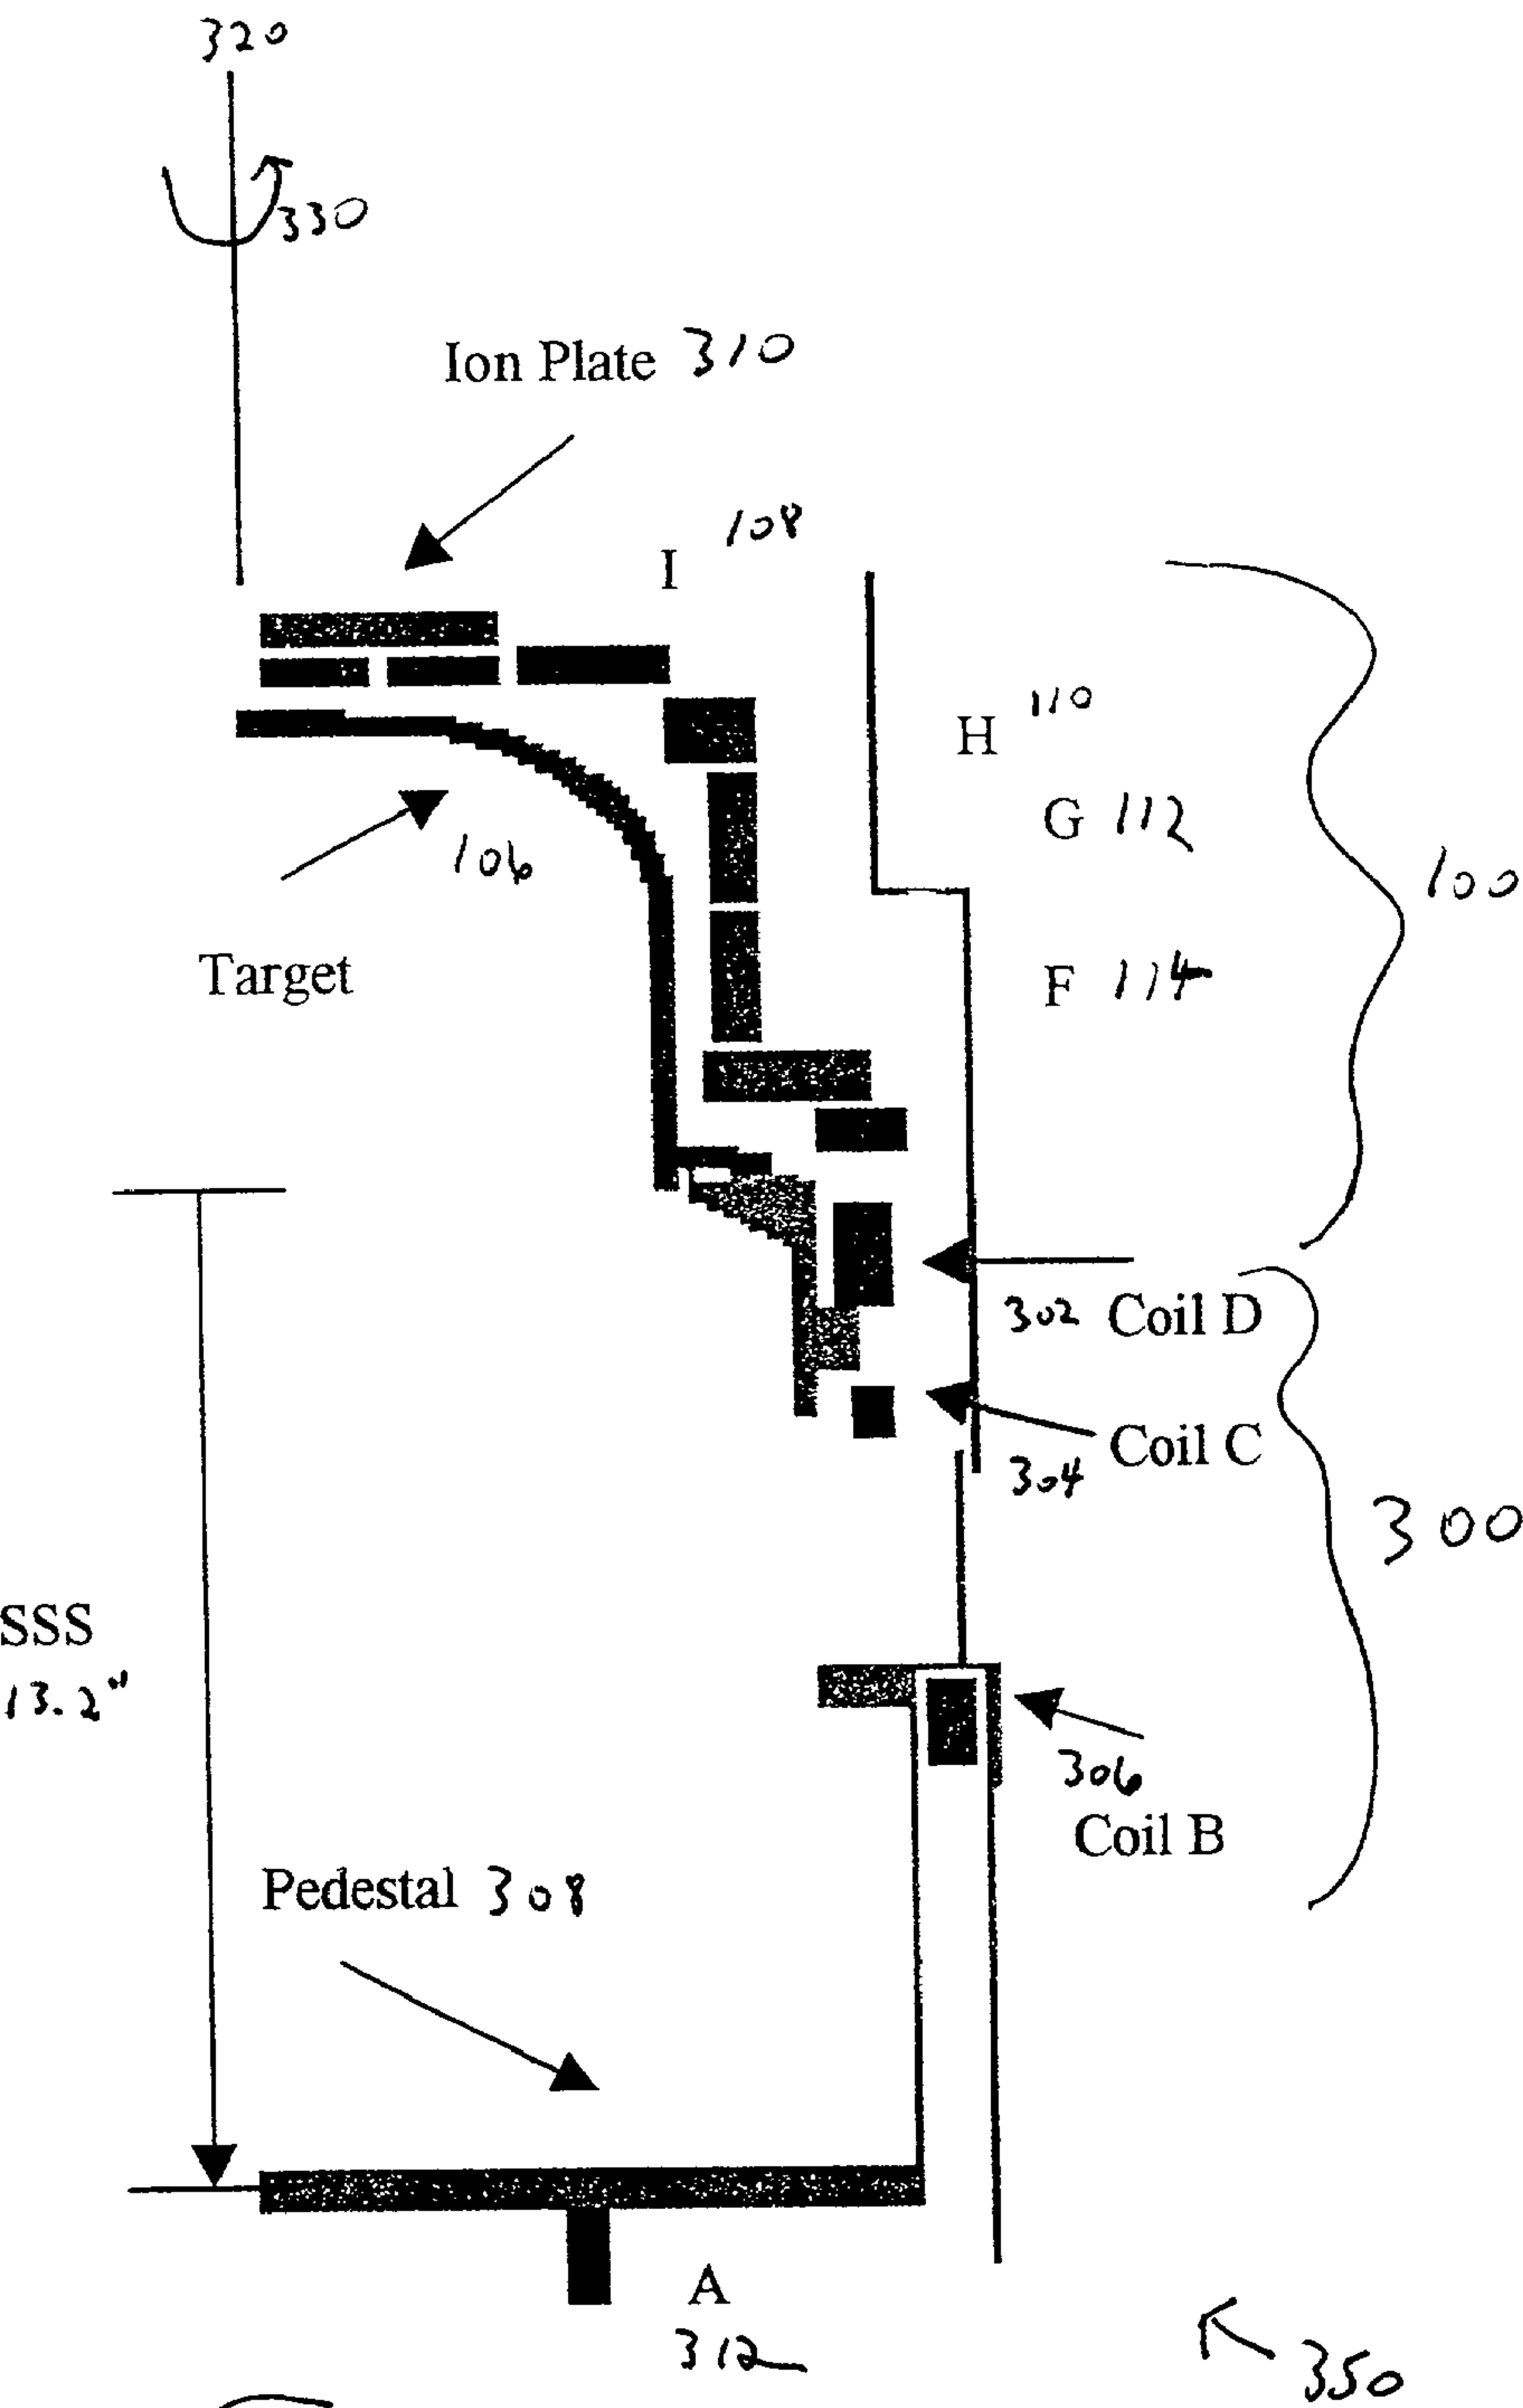 320
330
Ion Plate 310
I 108
H 110
G 112
100
106
F 114
Target
302 Coil D
Coil C
304
300
SSS
13.2"
306
Coil B
Pedestal 308
A
312
350